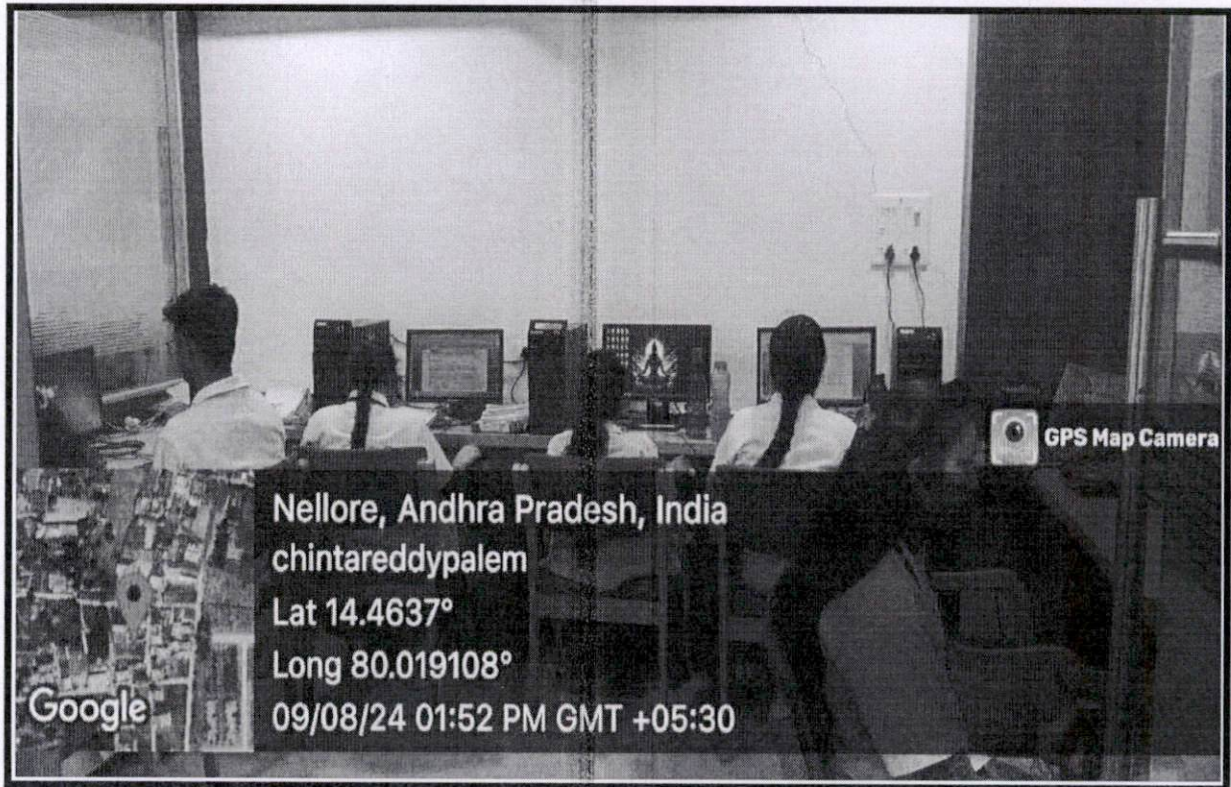 GPS Map Camera
Nellore, Andhra Pradesh, India
chintareddypalem
Lat 14.4637°
Long 80.019108°
09/08/24 01:52 PM GMT +05:30
Google